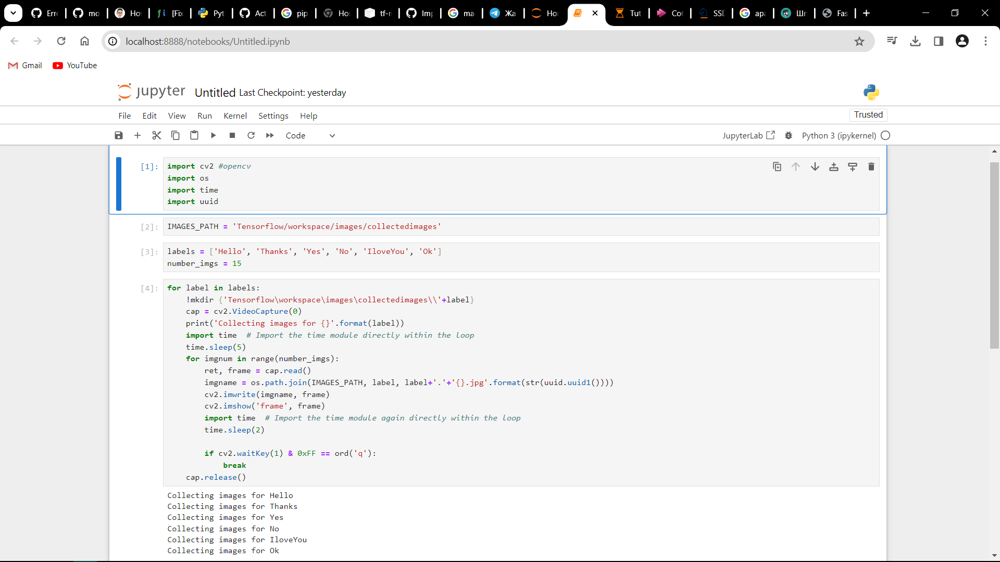 Erro
mo
Hov
fi [Fix
Pyt
Act
pip
Hor
tf-m
Imp
ma
Жа
Hor
Tut
Col
SSD
apa
Шп
Fas
localhost:8888/notebooks/Untitled.ipynb
Gmail YouTube
jupyter Untitled Last Checkpoint: yesterday
File Edit View Run Kernel Settings Help Trusted
Code JupyterLab Python 3 (ipykernel)
[1]: import cv2 #opencv
import os
import time
import uuid
[2]: IMAGES_PATH = 'Tensorflow/workspace/images/collectedimages'
[3]: labels = ['Hello', 'Thanks', 'Yes', 'No', 'IloveYou', 'Ok']
number_imgs = 15
[4]: for label in labels:
!mkdir {'Tensorflow\workspace\images\collectedimages\\'+label}
cap = cv2.VideoCapture(0)
print('Collecting images for {}'.format(label))
import time # Import the time module directly within the loop
time.sleep(5)
for imgnum in range(number_imgs):
ret, frame = cap.read()
imgname = os.path.join(IMAGES_PATH, label, label+'.'+'{}.jpg'.format(str(uuid.uuid1())))
cv2.imwrite(imgname, frame)
cv2.imshow('frame', frame)
import time # Import the time module again directly within the loop
time.sleep(2)
if cv2.waitKey(1) & 0xFF == ord('q'):
break
cap.release()
Collecting images for Hello
Collecting images for Thanks
Collecting images for Yes
Collecting images for No
Collecting images for IloveYou
Collecting images for Ok